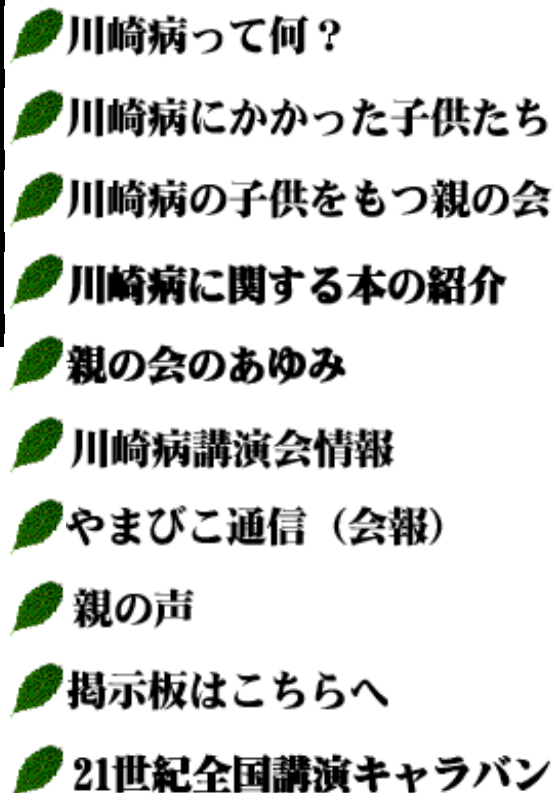 川崎病って何？
川崎病にかかった子供たち
川崎病の子供をもつ親の会
川崎病に関する本の紹介
親の会のあゆみ
川崎病講演会情報
やまびこ通信（会報）
親の声
掲示板はこちらへ
21世紀全国講演キャラバン